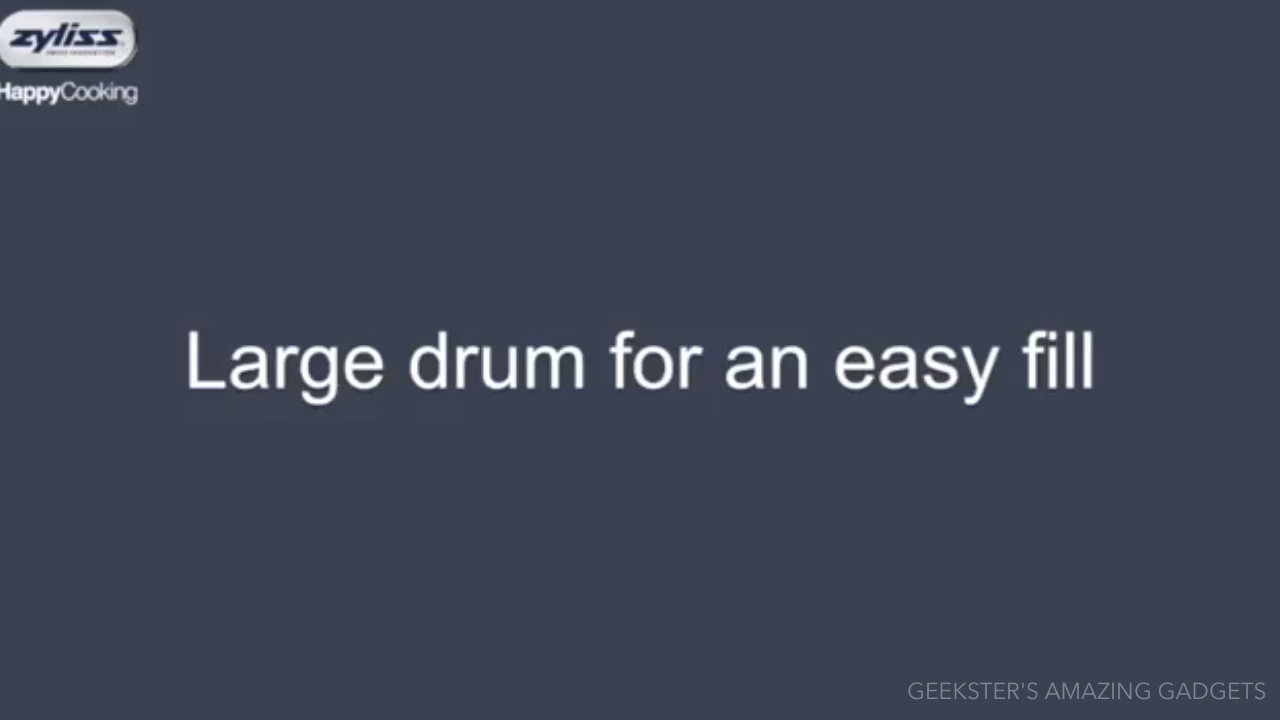 zyliss
HappyCooking
Large drum for an easy fill
GEEKSTER'S AMAZING GADGETS